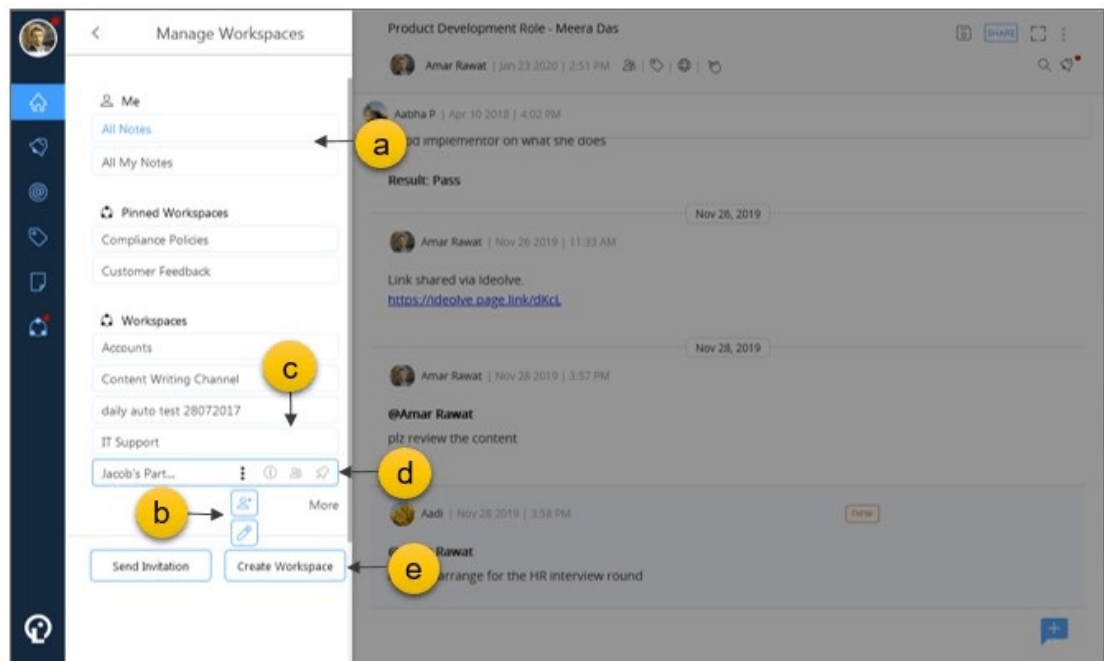 Manage Workspaces
Me
All Notes
All My Notes
Pinned Workspaces
Compliance Policies
Customer Feedback
Workspaces
Accounts
Content Writing Channel
daily auto test 28072017
IT Support
Jacob's Part...
More
Send Invitation
Create Workspace
a
b
c
d
e
Product Development Role - Meera Das
SHARE
Amar Rawat | Jan 23 2020 | 2:51 PM
Aabha P | Apr 10 2018 | 4:02 PM
implementor on what she does
Result: Pass
Nov 26, 2019
Amar Rawat | Nov 26 2019 | 11:33 AM
Link shared via Ideolve.
https://ideolve.page.link/dKcL
Nov 28, 2019
Amar Rawat | Nov 28 2019 | 3:57 PM
@Amar Rawat
plz review the content
Aadi | Nov 28 2019 | 3:58 PM
new
Rawat
arrange for the HR interview round